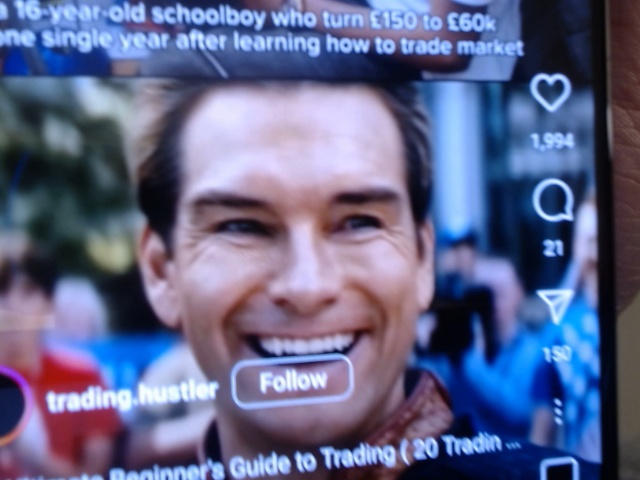 a 16-year-old schoolboy who turn £150 to £60k
one single year after learning how to trade market
1,994
21
150
trading.hustler
Follow
Beginner's Guide to Trading ( 20 Tradin ...